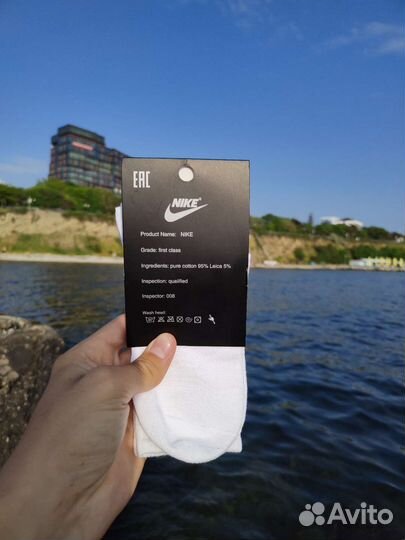 EAC
NIKE
Product Name: NIKE
Grade: first class
Ingredients: pure cotton 95% Leica 5%
Inspection: qualified
Inspector: 008
Wash heart
Avito